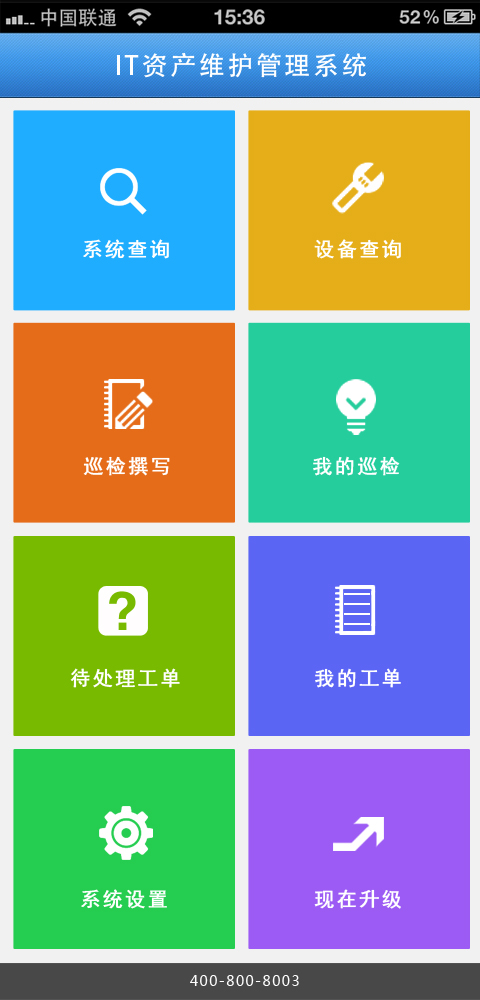 中国联通 15:36 52%
IT资产维护管理系统
系统查询 设备查询
巡检撰写 我的巡检
?
待处理工单 我的工单
系统设置 现在升级
400-800-8003